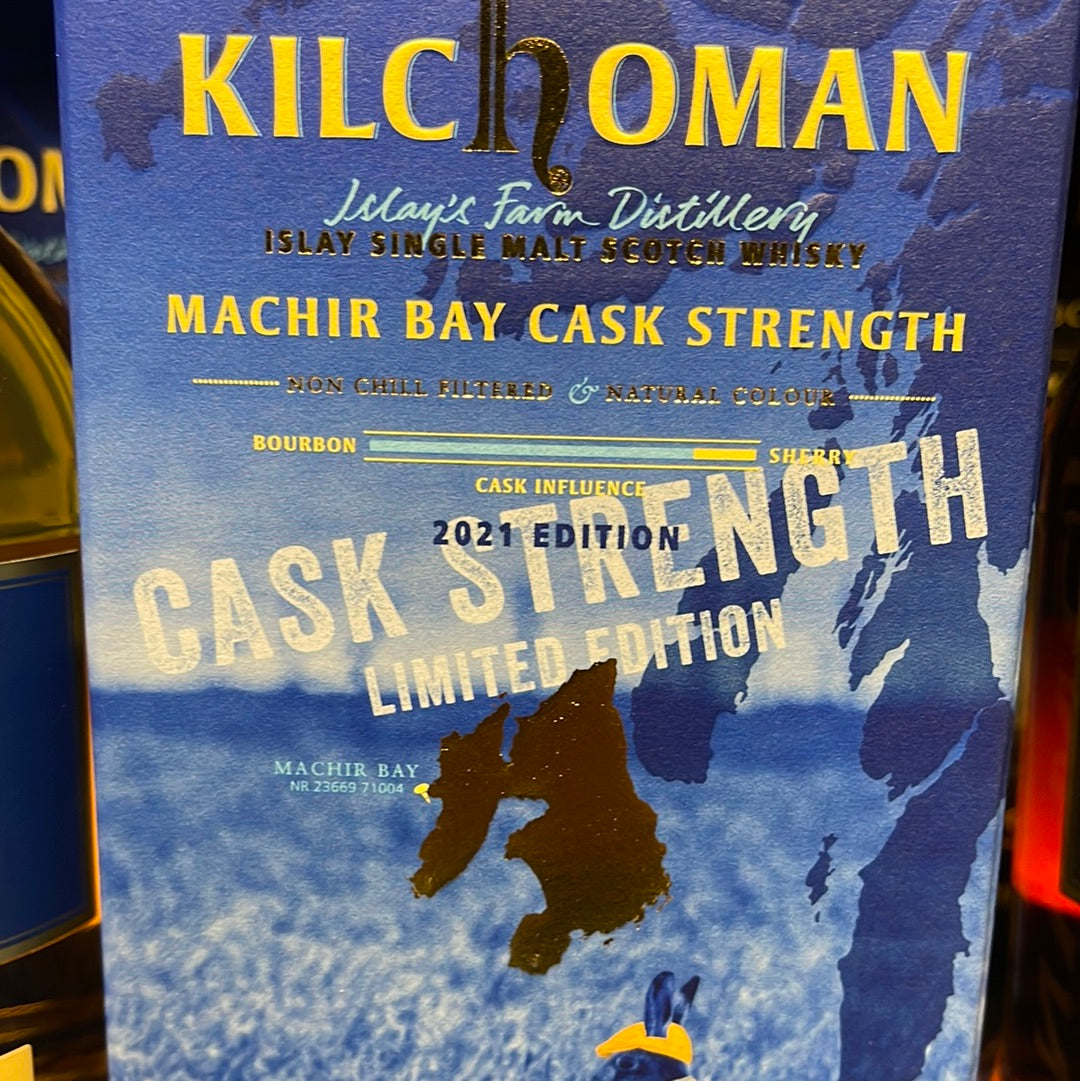 KILCHOMAN
Islay's Farm Distillery
ISLAY SINGLE MALT SCOTCH WHISKY
MACHIR BAY CASK STRENGTH
NON CHILL FILTERED & NATURAL COLOUR
BOURBON SHERRY
CASK INFLUENCE
2021 EDITION
CASK STRENGTH
LIMITED EDITION
MACHIR BAY
NR 23669 71004